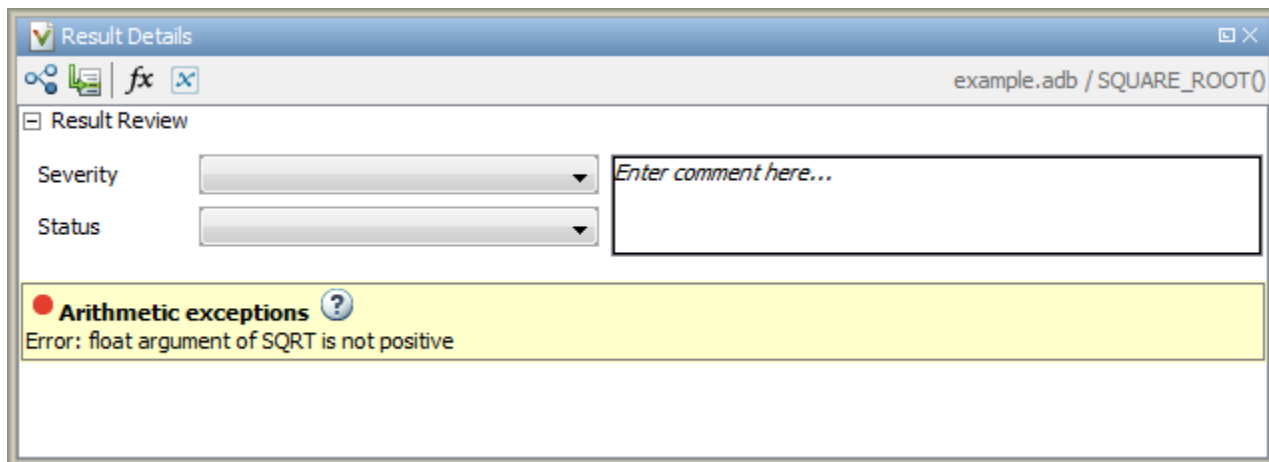 Result Details
fx x example.adb / SQUARE_ROOT()
Result Review
Severity Enter comment here...
Status
Arithmetic exceptions ?
Error: float argument of SQRT is not positive